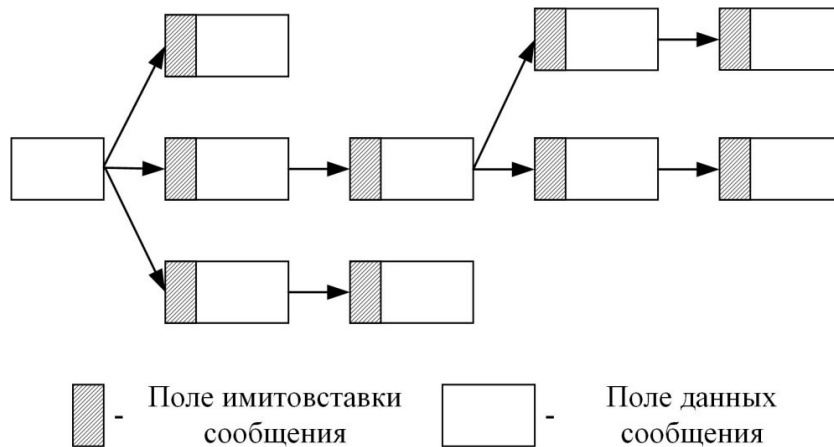 - Поле имитовставки
сообщения
- Поле данных
сообщения